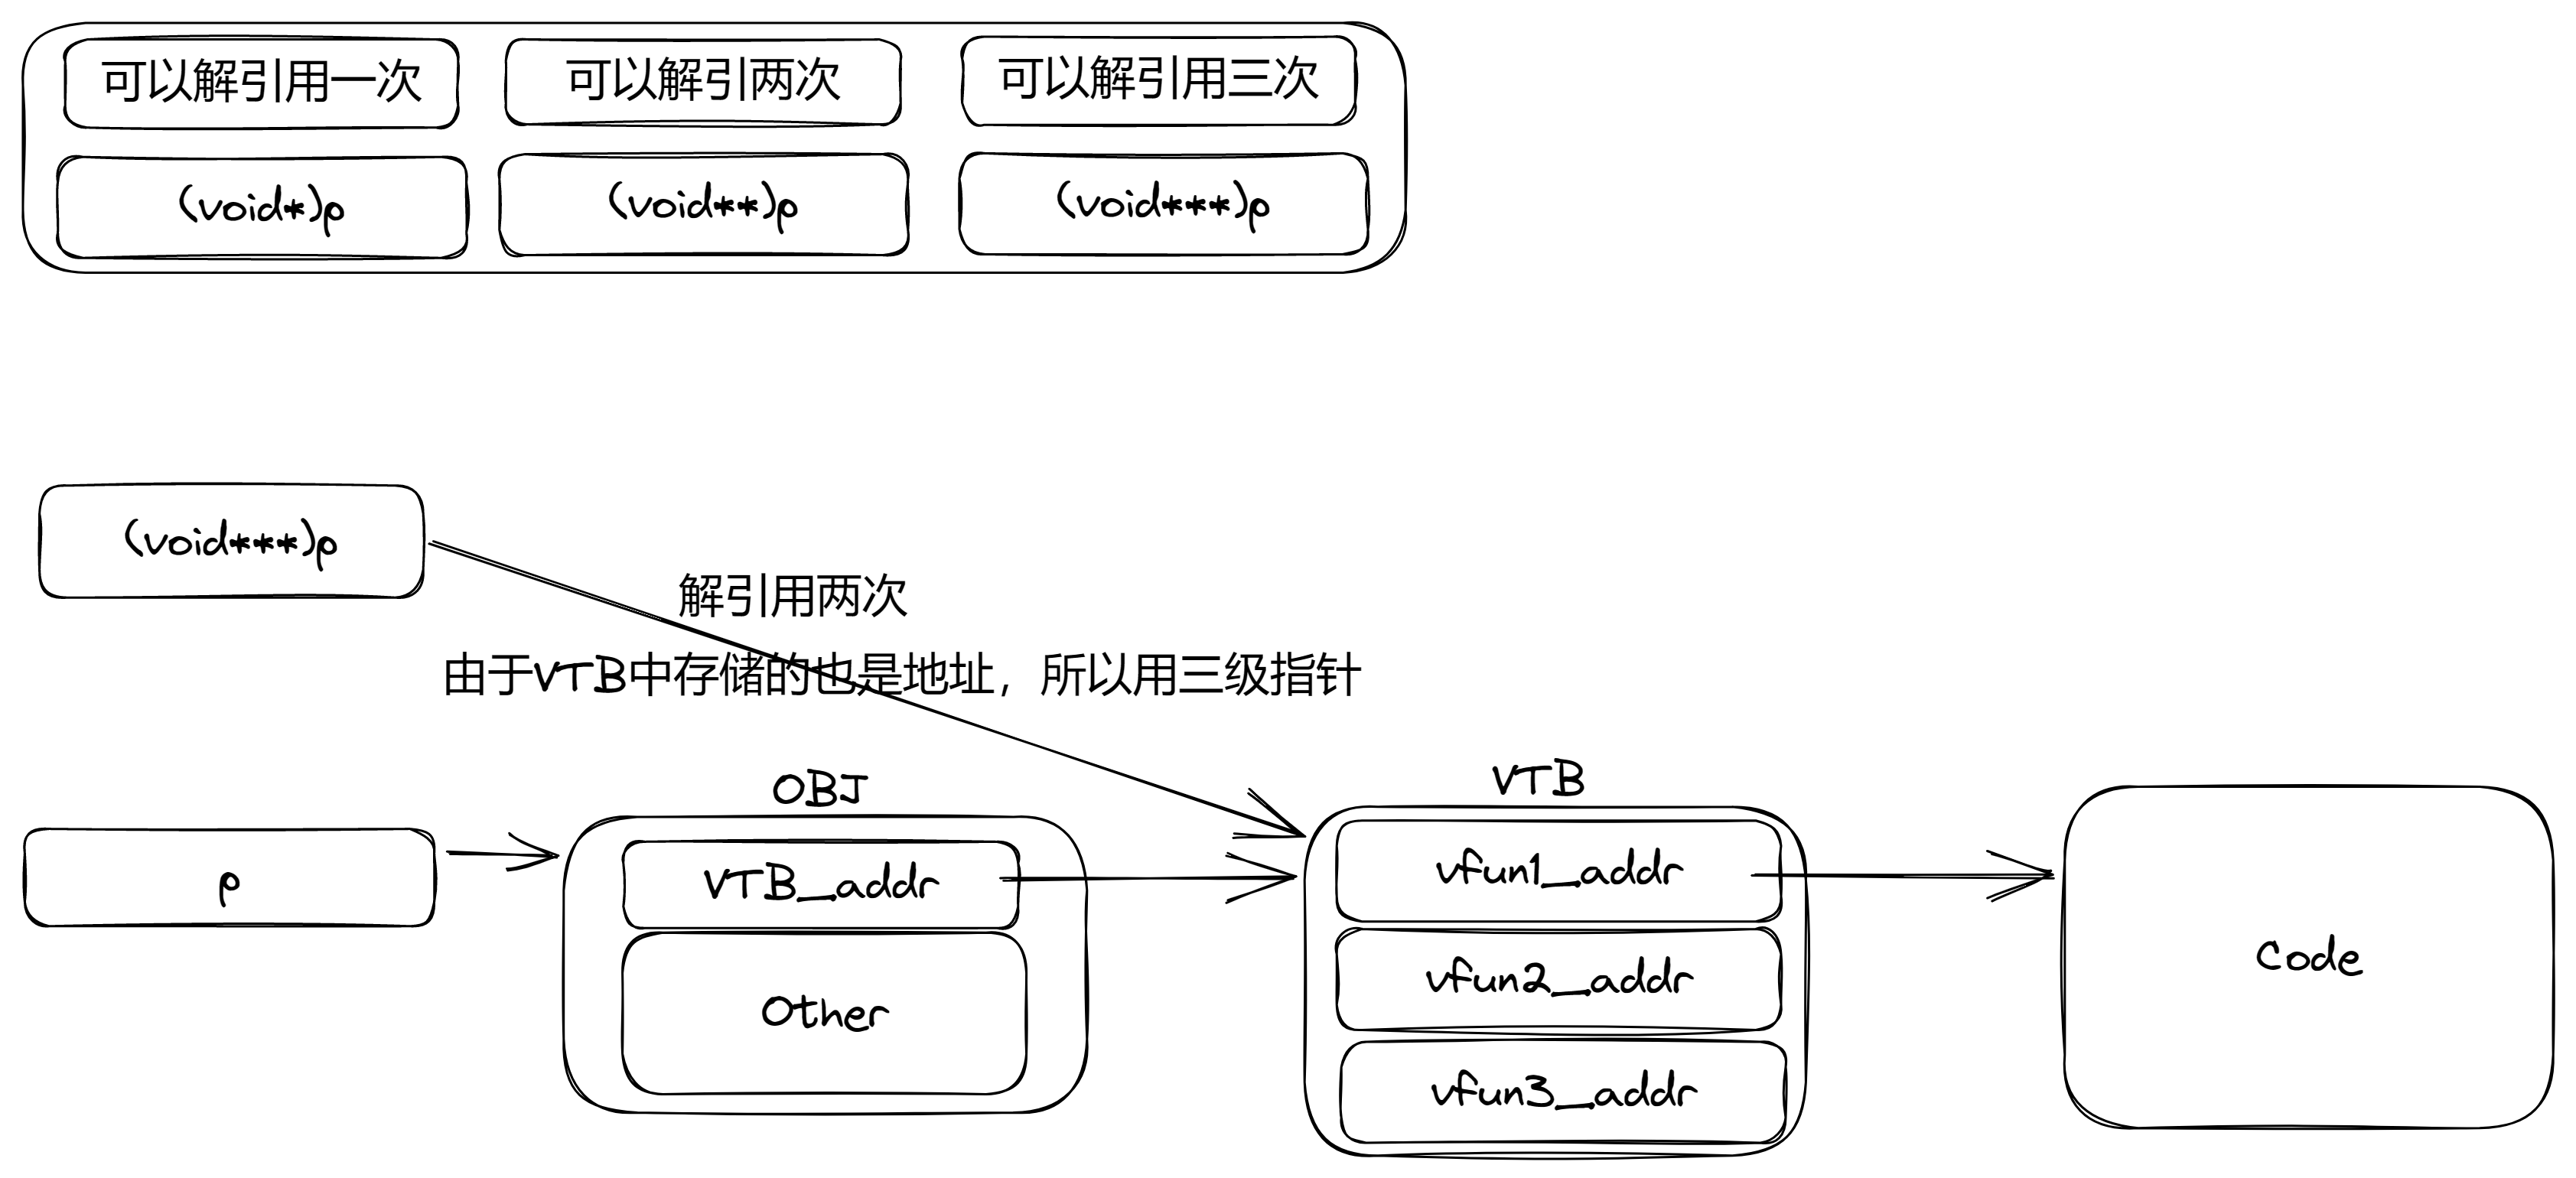 可以解引用一次
可以解引两次
可以解引用三次
(void*)p
(void**)p
(void***)p
(void***)p
解引用两次
由于VTB中存储的也是地址，所以用三级指针
OBJ
VTB
p
VTB_addr
Other
vfun1_addr
vfun2_addr
vfun3_addr
Code